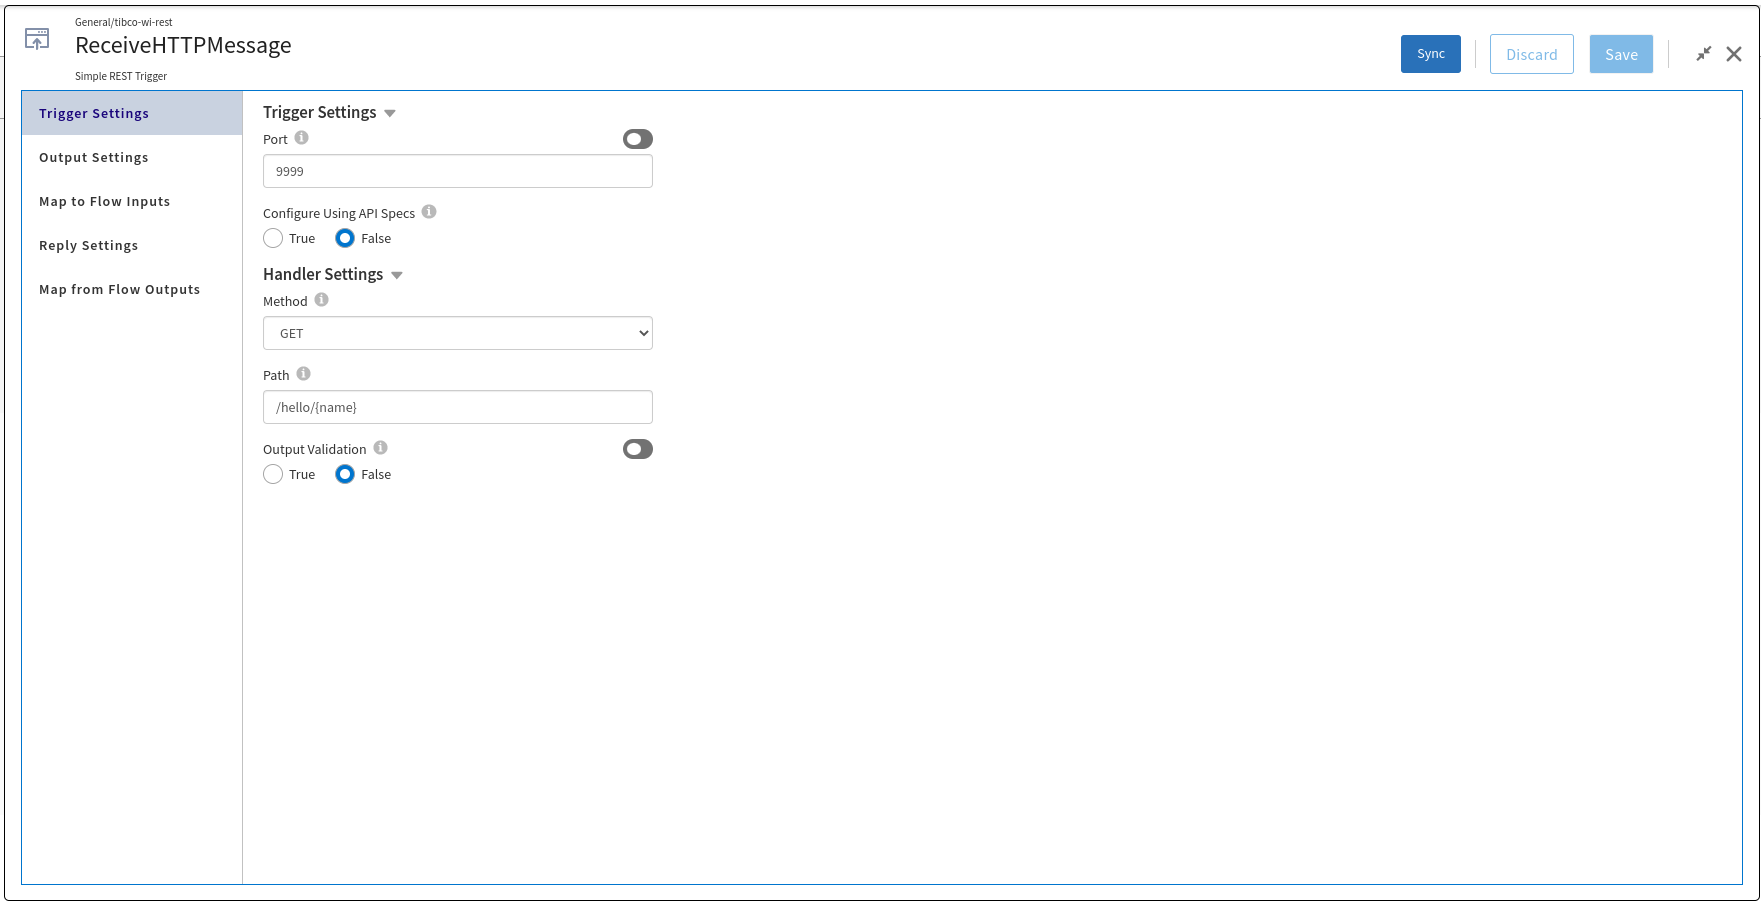 General/tibco-wi-rest
ReceiveHTTPMessage
Simple REST Trigger
Sync
Discard
Save
Trigger Settings
Output Settings
Map to Flow Inputs
Reply Settings
Map from Flow Outputs
Trigger Settings
Port
9999
Configure Using API Specs
True False
Handler Settings
Method
GET
Path
/hello/{name}
Output Validation
True False